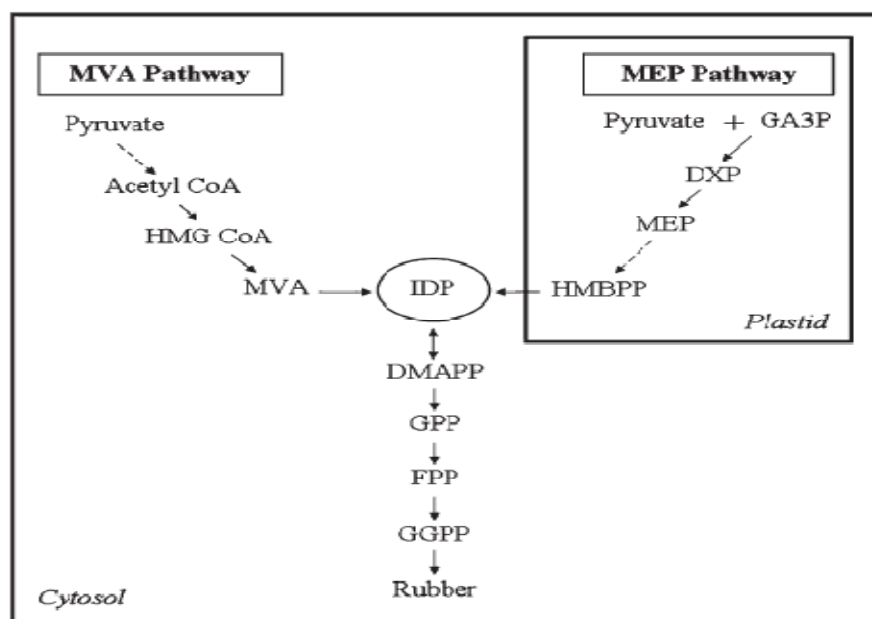 MVA Pathway
Pyruvate
Acetyl CoA
HMG CoA
MVA
IDP
MEP Pathway
Pyruvate + GA3P
DXP
MEP
HMBPP
Plastid
DMAPP
GPP
FPP
GGPP
Rubber
Cytosol